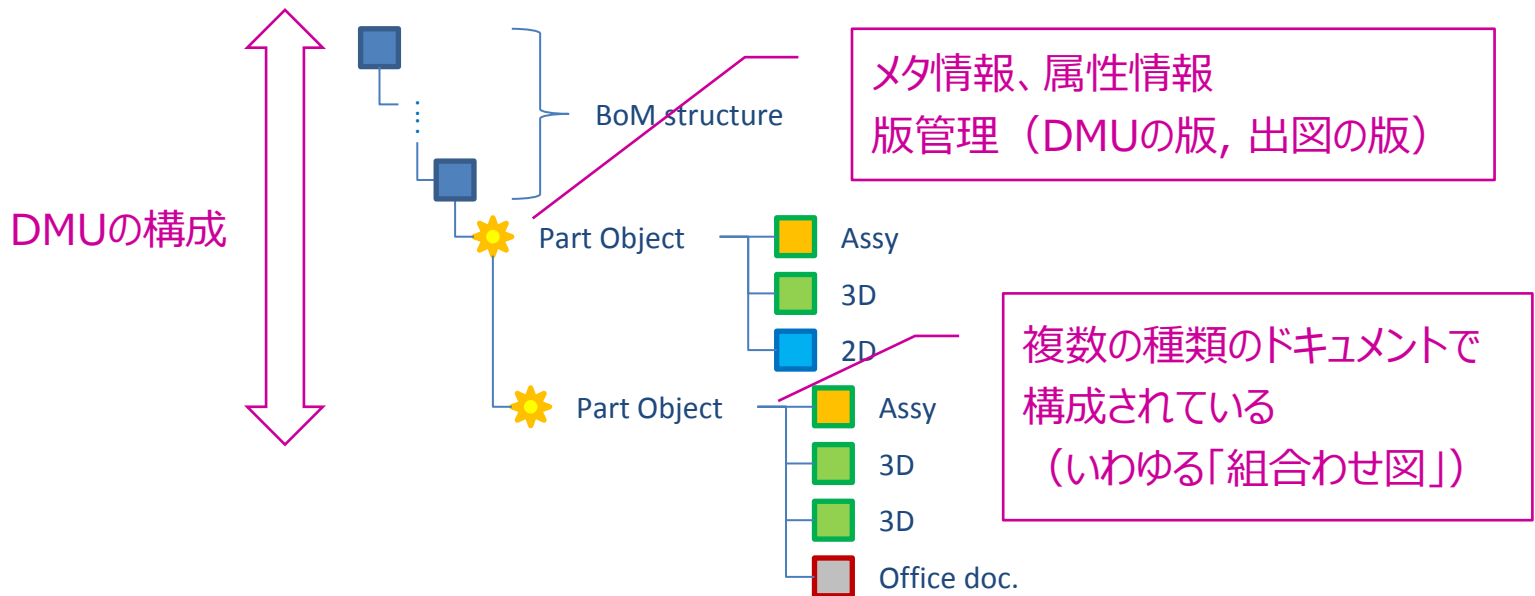 メタ情報、属性情報
版管理（DMUの版, 出図の版）
BoM structure
DMUの構成
Part Object
Assy
3D
2D
複数の種類のドキュメントで
構成されている
（いわゆる「組合わせ図」）
Part Object
Assy
3D
3D
Office doc.